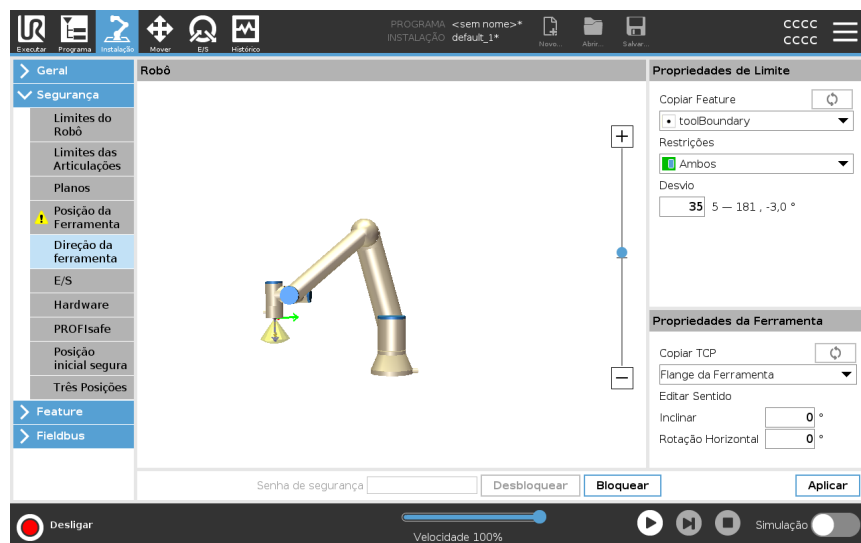 PROGRAMA <sem nome>*
INSTALAÇÃO default_1*
Executar
Programa
Instalação
Mover
E/S
Histórico
Novo...
Abrir...
Salvar...
CCCC
CCCC
Geral
Segurança
Limites do
Robô
Limites das
Articulações
Planos
Posição da
Ferramenta
Direção da
ferramenta
E/S
Hardware
PROFIsafe
Posição
inicial segura
Três Posições
Feature
Fieldbus
Robô
Propriedades de Limite
Copiar Feature
toolBoundary
Restrições
Ambos
Desvio
35 5 — 181 , -3,0 °
Propriedades da Ferramenta
Copiar TCP
Flange da Ferramenta
Editar Sentido
Inclinar 0 °
Rotação Horizontal 0 °
Senha de segurança
Desbloquear
Bloquear
Aplicar
Desligar
Velocidade 100%
Simulação